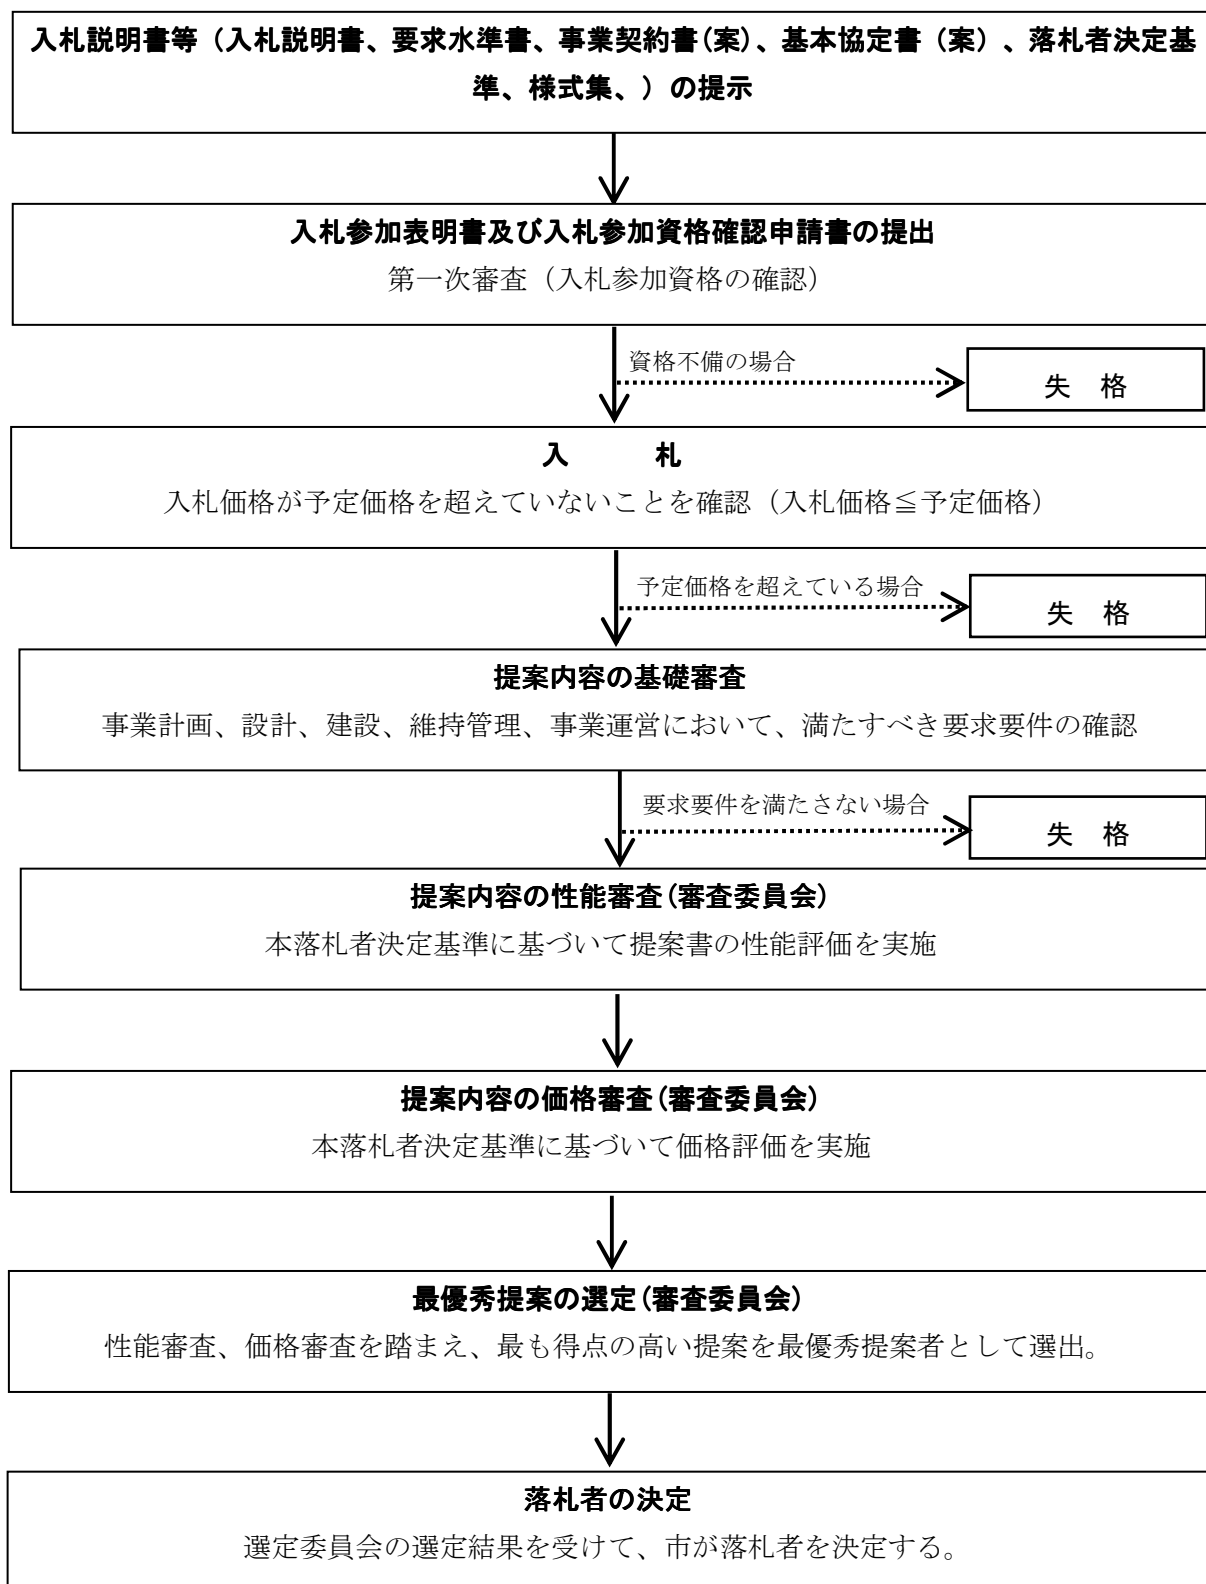 入札説明書等（入札説明書、要求水準書、事業契約書(案)、基本協定書（案）、落札者決定基
準、様式集、）の提示
入札参加表明書及び入札参加資格確認申請書の提出
第一次審査（入札参加資格の確認）
資格不備の場合
失　格
入　　　札
入札価格が予定価格を超えていないことを確認（入札価格≦予定価格）
予定価格を超えている場合
失　格
提案内容の基礎審査
事業計画、設計、建設、維持管理、事業運営において、満たすべき要求要件の確認
要求要件を満たさない場合
失　格
提案内容の性能審査(審査委員会)
本落札者決定基準に基づいて提案書の性能評価を実施
提案内容の価格審査(審査委員会)
本落札者決定基準に基づいて価格評価を実施
最優秀提案の選定(審査委員会)
性能審査、価格審査を踏まえ、最も得点の高い提案を最優秀提案者として選出。
落札者の決定
選定委員会の選定結果を受けて、市が落札者を決定する。